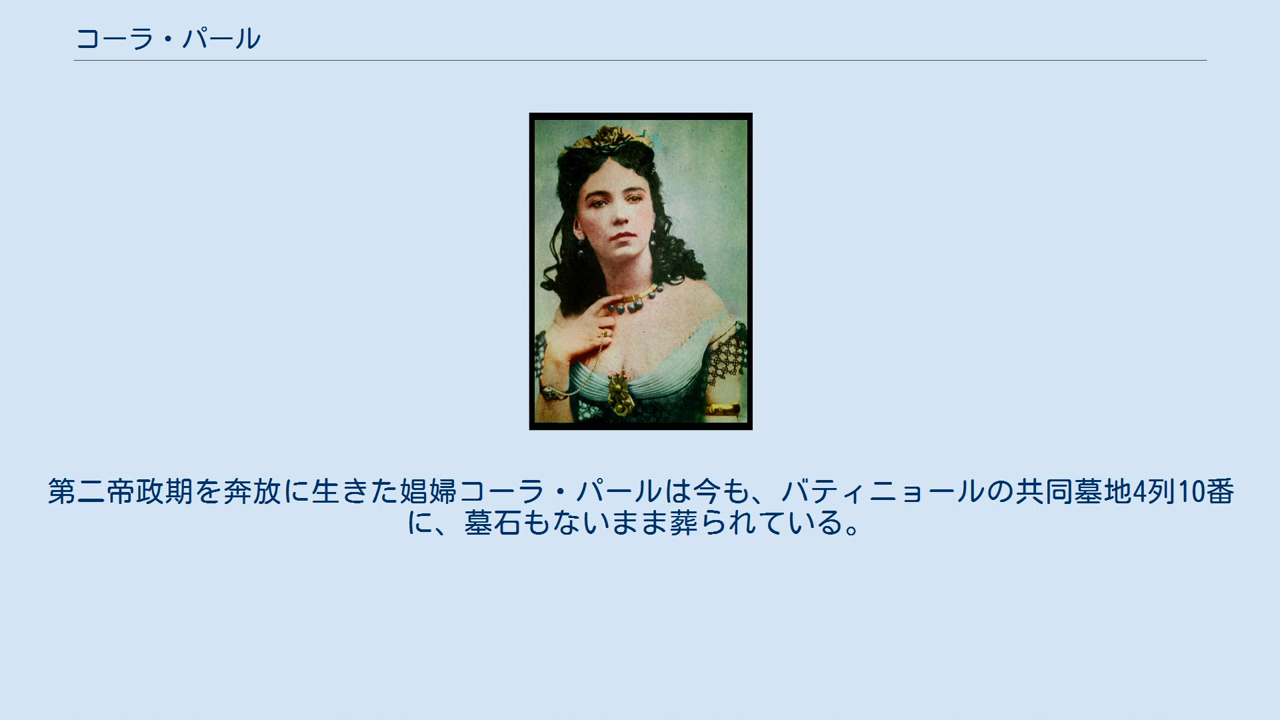 コーラ・パール
第二帝政期を奔放に生きた娼婦コーラ・パールは今も、バティニョールの共同墓地4列10番
に、墓石もないまま葬られている。